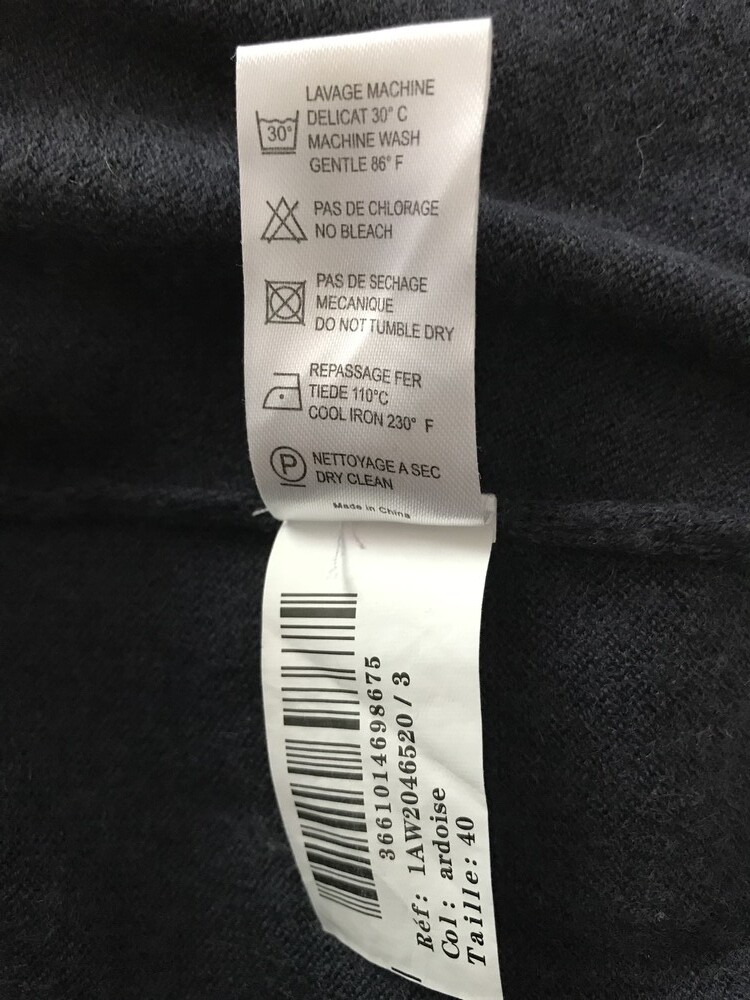 30°
LAVAGE MACHINE
DELICAT 30° C
MACHINE WASH
GENTLE 86° F
PAS DE CHLORAGE
NO BLEACH
PAS DE SECHAGE
MECANIQUE
DO NOT TUMBLE DRY
REPASSAGE FER
TIEDE 110°C
COOL IRON 230° F
P
NETTOYAGE A SEC
DRY CLEAN
Made in China
3661014698675
Réf: 1AW2046520/3
Col: ardoise
Taille: 40